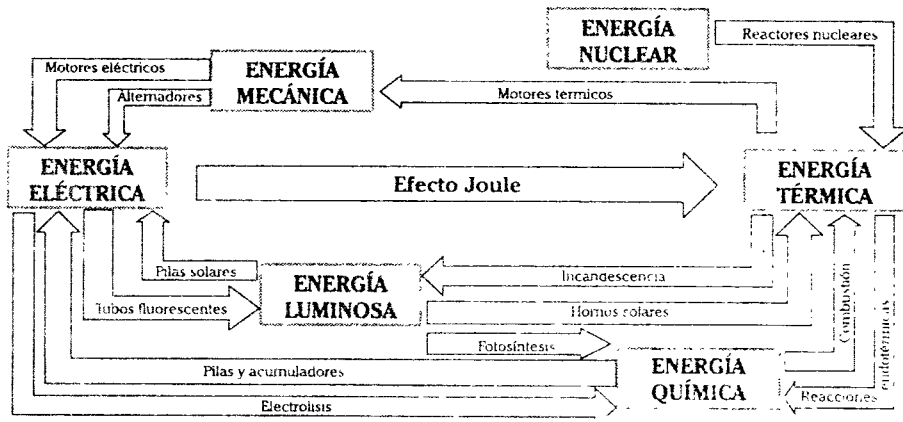 ENERGÍA
NUCLEAR
Reactores nucleares
Motores eléctricos
ENERGÍA
MECÁNICA
Alternadores
Motores térmicos
ENERGÍA
ELÉCTRICA
Efecto Joule
ENERGÍA
TÉRMICA
Pilas solares
ENERGÍA
LUMINOSA
Incandescencia
Tubos fluorescentes
Hornos solares
Combustión
endotérmicas
Fotosíntesis
ENERGÍA
QUÍMICA
Pilas y acumuladores
Reacciones
Electrolisis